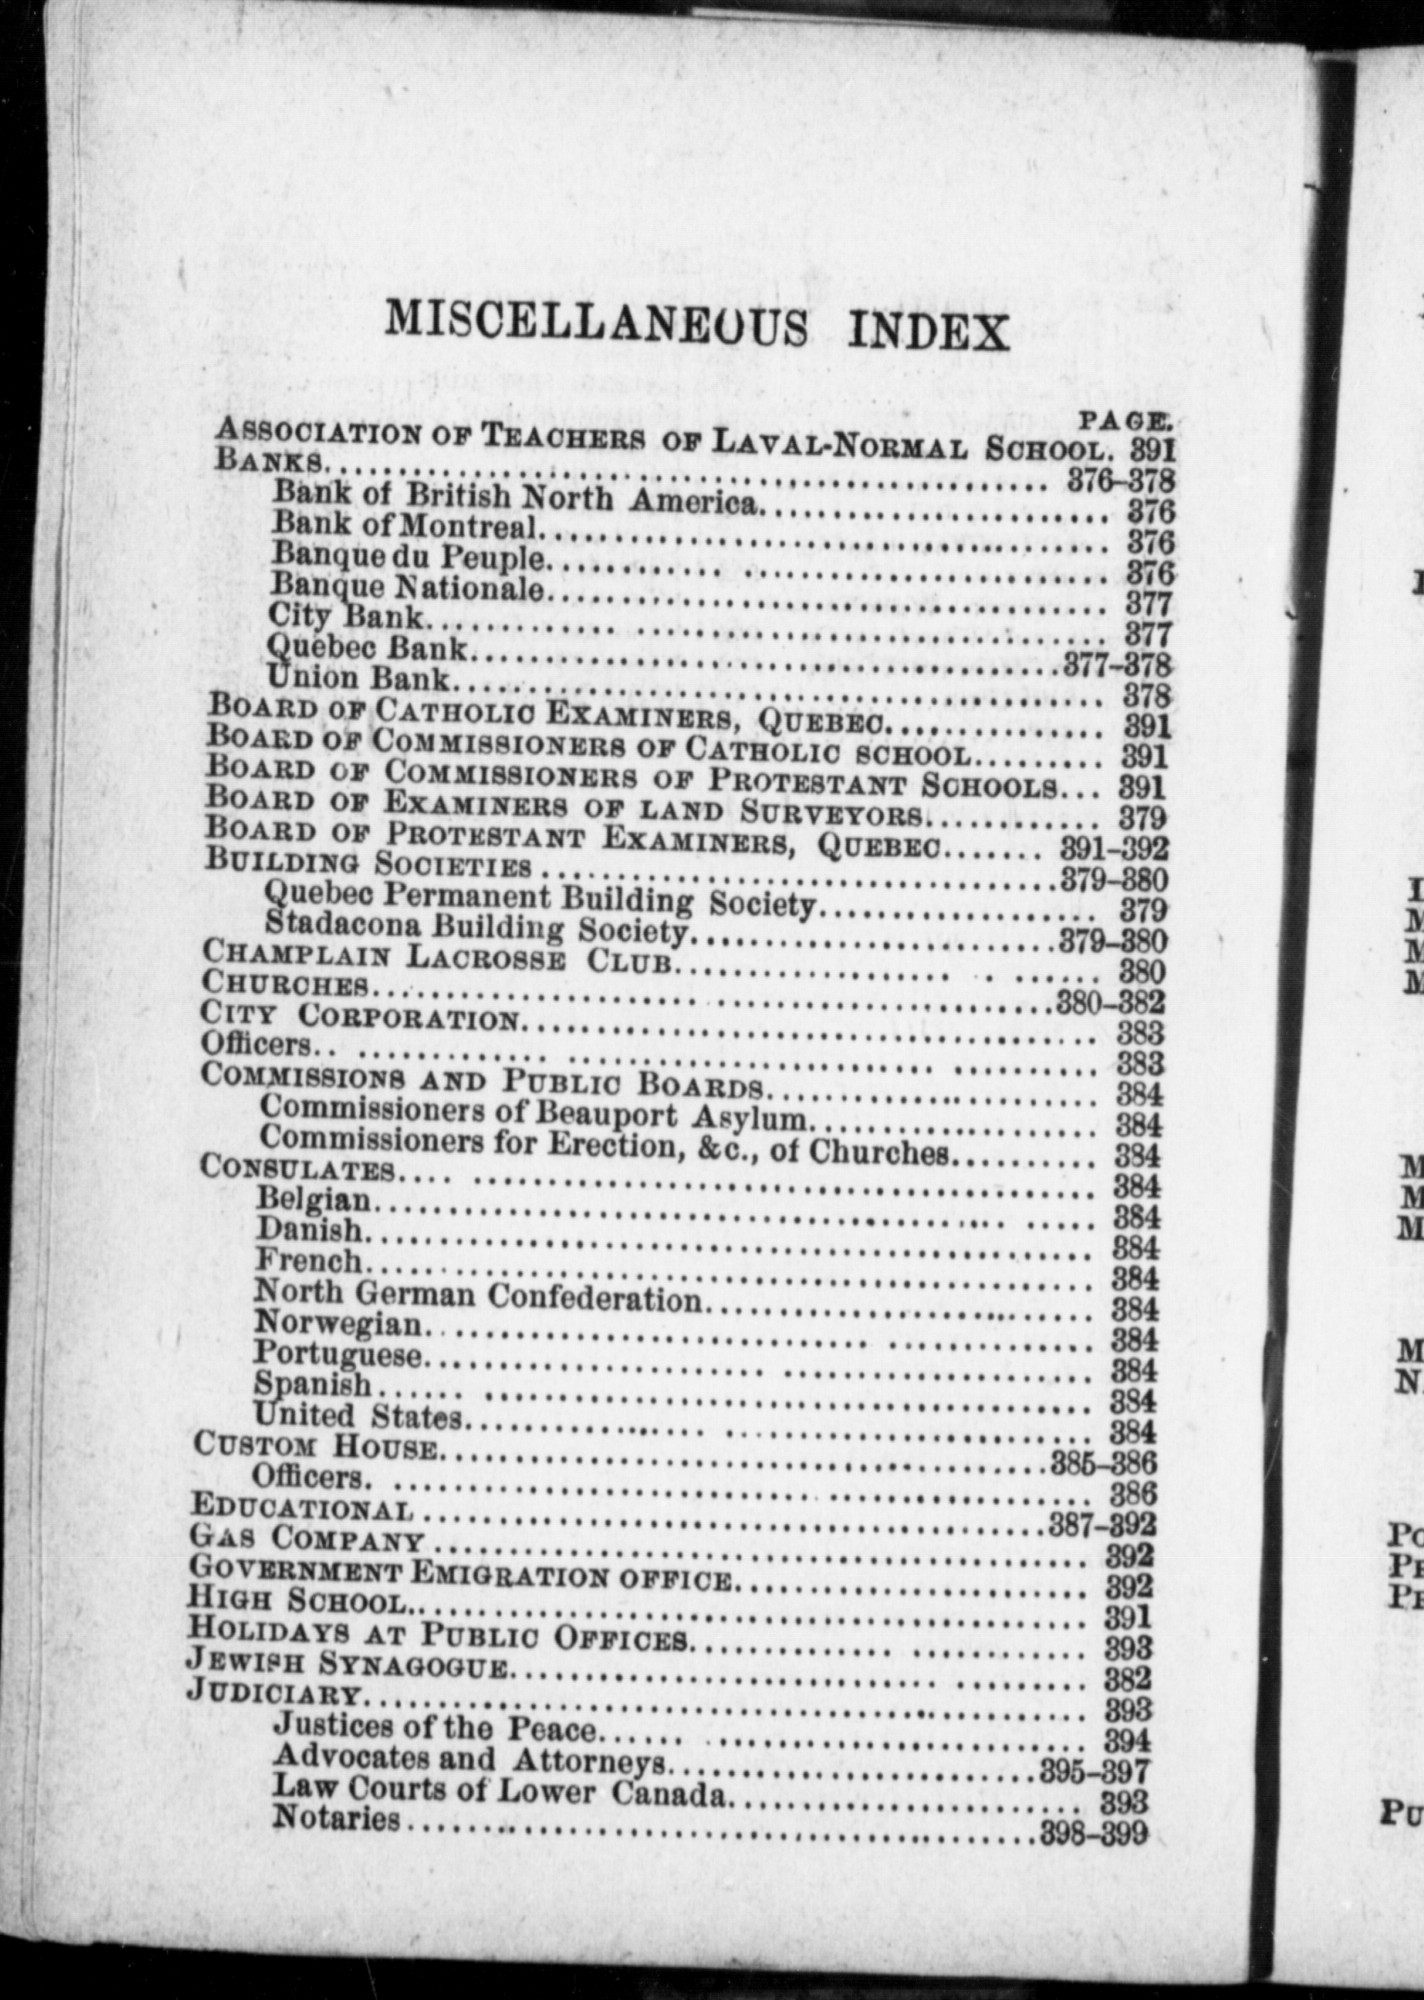 MISCELLANEOUS INDEX
PAGE.
ASSOCIATION OF TEACHERS OF LAVAL-NORMAL SCHOOL. 391
BANKS........ 376-378
Bank of British North America........ 376
Bank of Montreal........ 376
Banque du Peuple........ 376
Banque Nationale........ 377
City Bank........ 377
Quebec Bank........377-378
Union Bank........ 378
BOARD OF CATHOLIC EXAMINERS, QUEBEC........ 391
BOARD OF COMMISSIONERS OF CATHOLIC SCHOOL......... 391
BOARD OF COMMISSIONERS OF PROTESTANT SCHOOLS... 391
BOARD OF EXAMINERS OF LAND SURVEYORS............ 379
BOARD OF PROTESTANT EXAMINERS, QUEBEC....... 391-392
BUILDING SOCIETIES ........379-380
Quebec Permanent Building Society........ 379
Stadacona Building Society........379-380
CHAMPLAIN LACROSSE CLUB........ 380
CHURCHES........380-382
CITY CORPORATION........ 383
Officers........ 383
COMMISSIONS AND PUBLIC BOARDS........ 384
Commissioners of Beauport Asylum........ 384
Commissioners for Erection, &c., of Churches.......... 384
CONSULATES........ 384
Belgian........ 384
Danish........ 384
French........ 384
North German Confederation........ 384
Norwegian........ 384
Portuguese........ 384
Spanish........ 384
United States........ 384
CUSTOM HOUSE........385-386
Officers........ 386
EDUCATIONAL ........387-392
GAS COMPANY ........ 392
GOVERNMENT EMIGRATION OFFICE........ 392
HIGH SCHOOL........ 391
HOLIDAYS AT PUBLIC OFFICES........ 393
JEWISH SYNAGOGUE........ 382
JUDICIARY........ 393
Justices of the Peace........ 394
Advocates and Attorneys........395-397
Law Courts of Lower Canada........ 393
Notaries........398-399